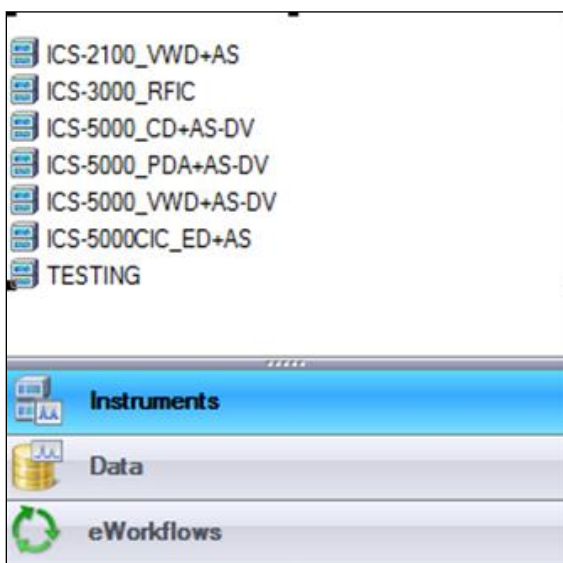 ICS-2100_VWD+AS
ICS-3000_RFIC
ICS-5000_CD+AS-DV
ICS-5000_PDA+AS-DV
ICS-5000_VWD+AS-DV
ICS-5000CIC_ED+AS
TESTING
Instruments
Data
eWorkflows